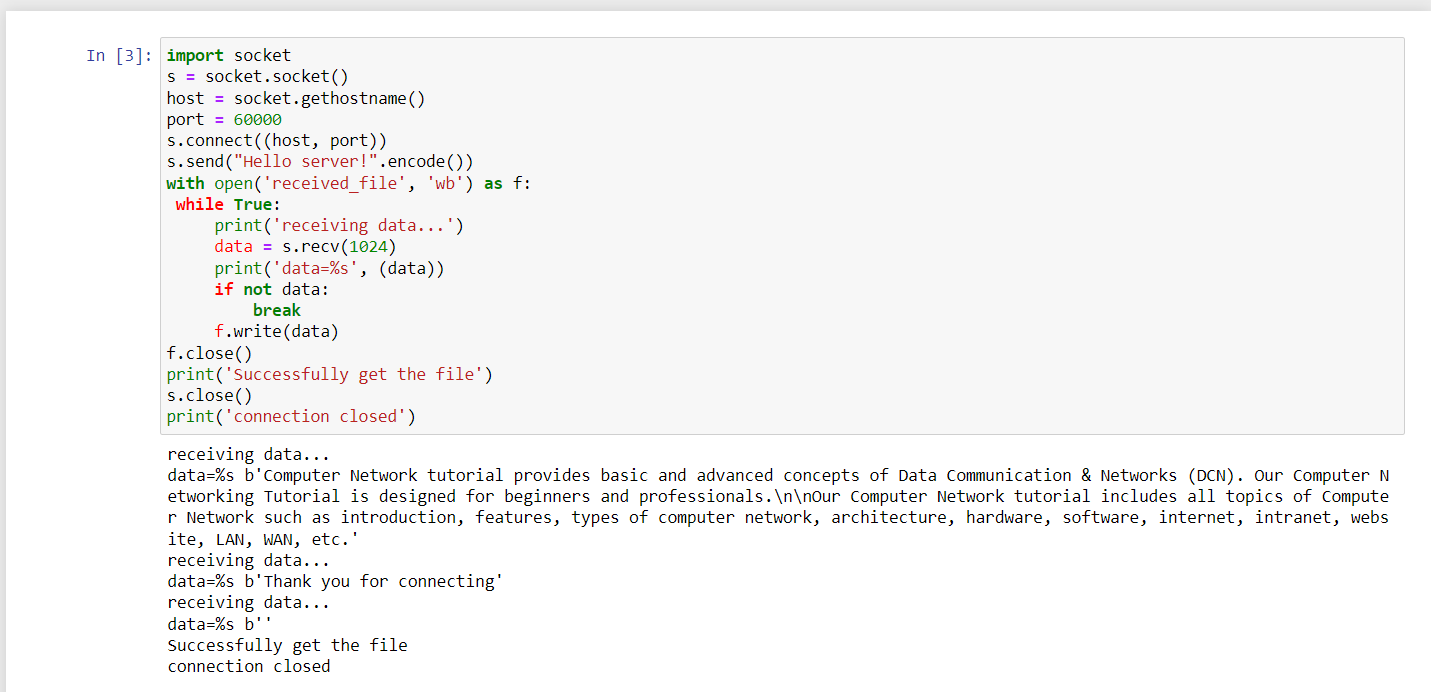 In [3]: import socket
s = socket.socket()
host = socket.gethostname()
port = 60000
s.connect((host, port))
s.send("Hello server!".encode())
with open('received_file', 'wb') as f:
 while True:
     print('receiving data...')
     data = s.recv(1024)
     print('data=%s', (data))
     if not data:
         break
     f.write(data)
f.close()
print('Successfully get the file')
s.close()
print('connection closed')
receiving data...
data=%s b'Computer Network tutorial provides basic and advanced concepts of Data Communication & Networks (DCN). Our Computer N
etworking Tutorial is designed for beginners and professionals.\n\nOur Computer Network tutorial includes all topics of Compute
r Network such as introduction, features, types of computer network, architecture, hardware, software, internet, intranet, webs
ite, LAN, WAN, etc.'
receiving data...
data=%s b'Thank you for connecting'
receiving data...
data=%s b''
Successfully get the file
connection closed